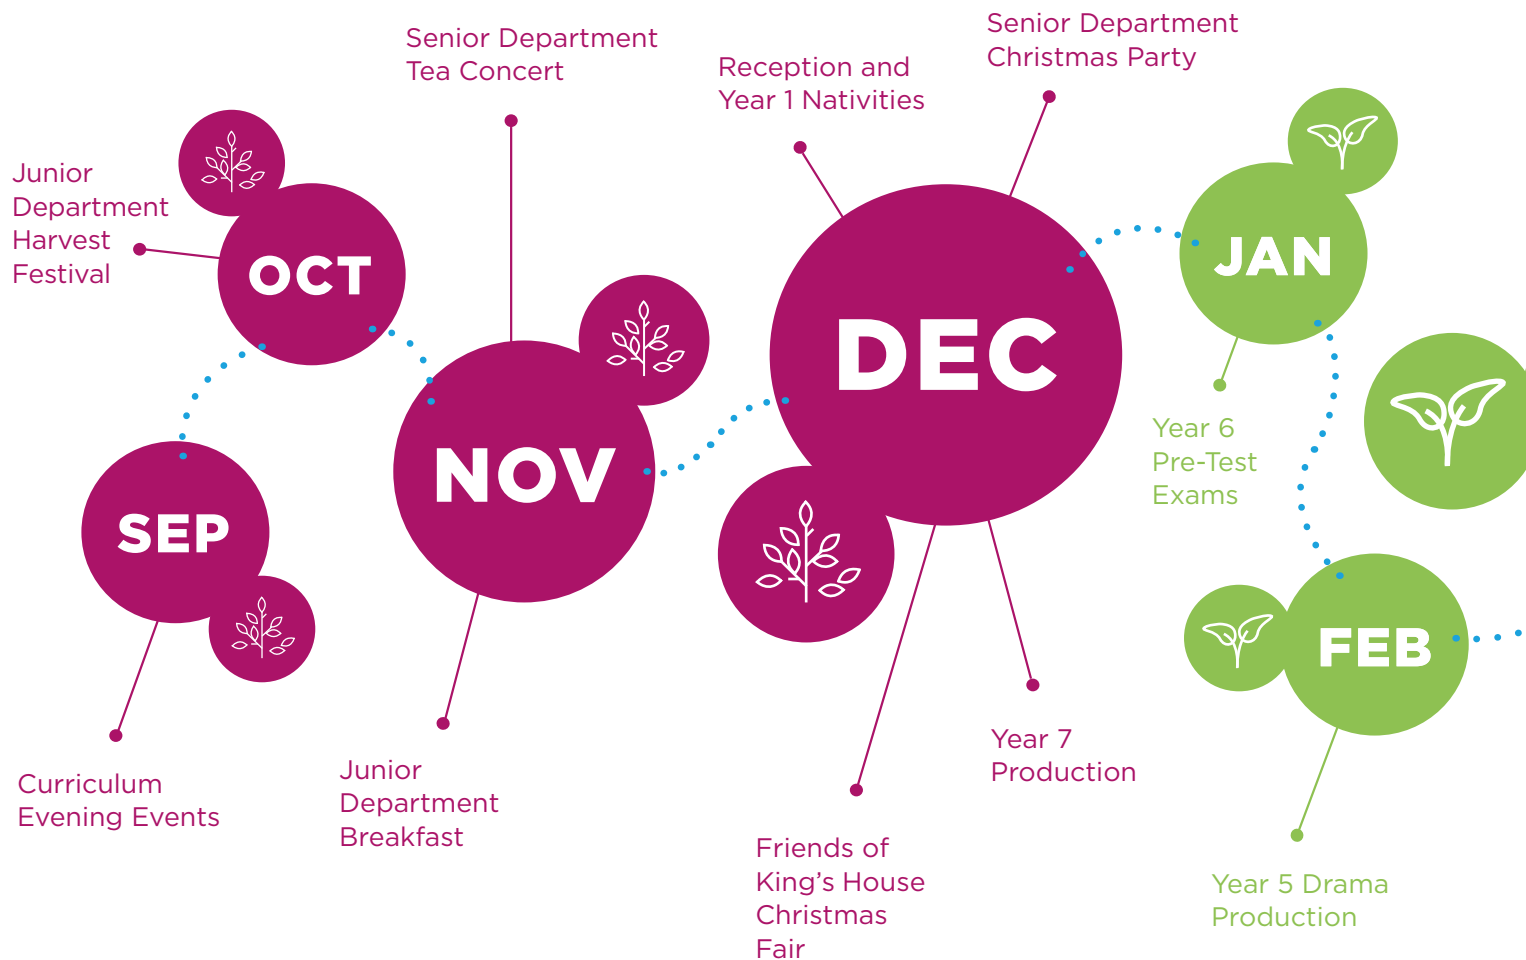 Senior Department
Tea Concert
Reception and
Year 1 Nativities
Senior Department
Christmas Party
Junior
Department
Harvest
Festival
OCT
NOV
DEC
JAN
SEP
FEB
Year 6
Pre-Test
Exams
Curriculum
Evening Events
Junior
Department
Breakfast
Friends of
King’s House
Christmas
Fair
Year 7
Production
Year 5 Drama
Production